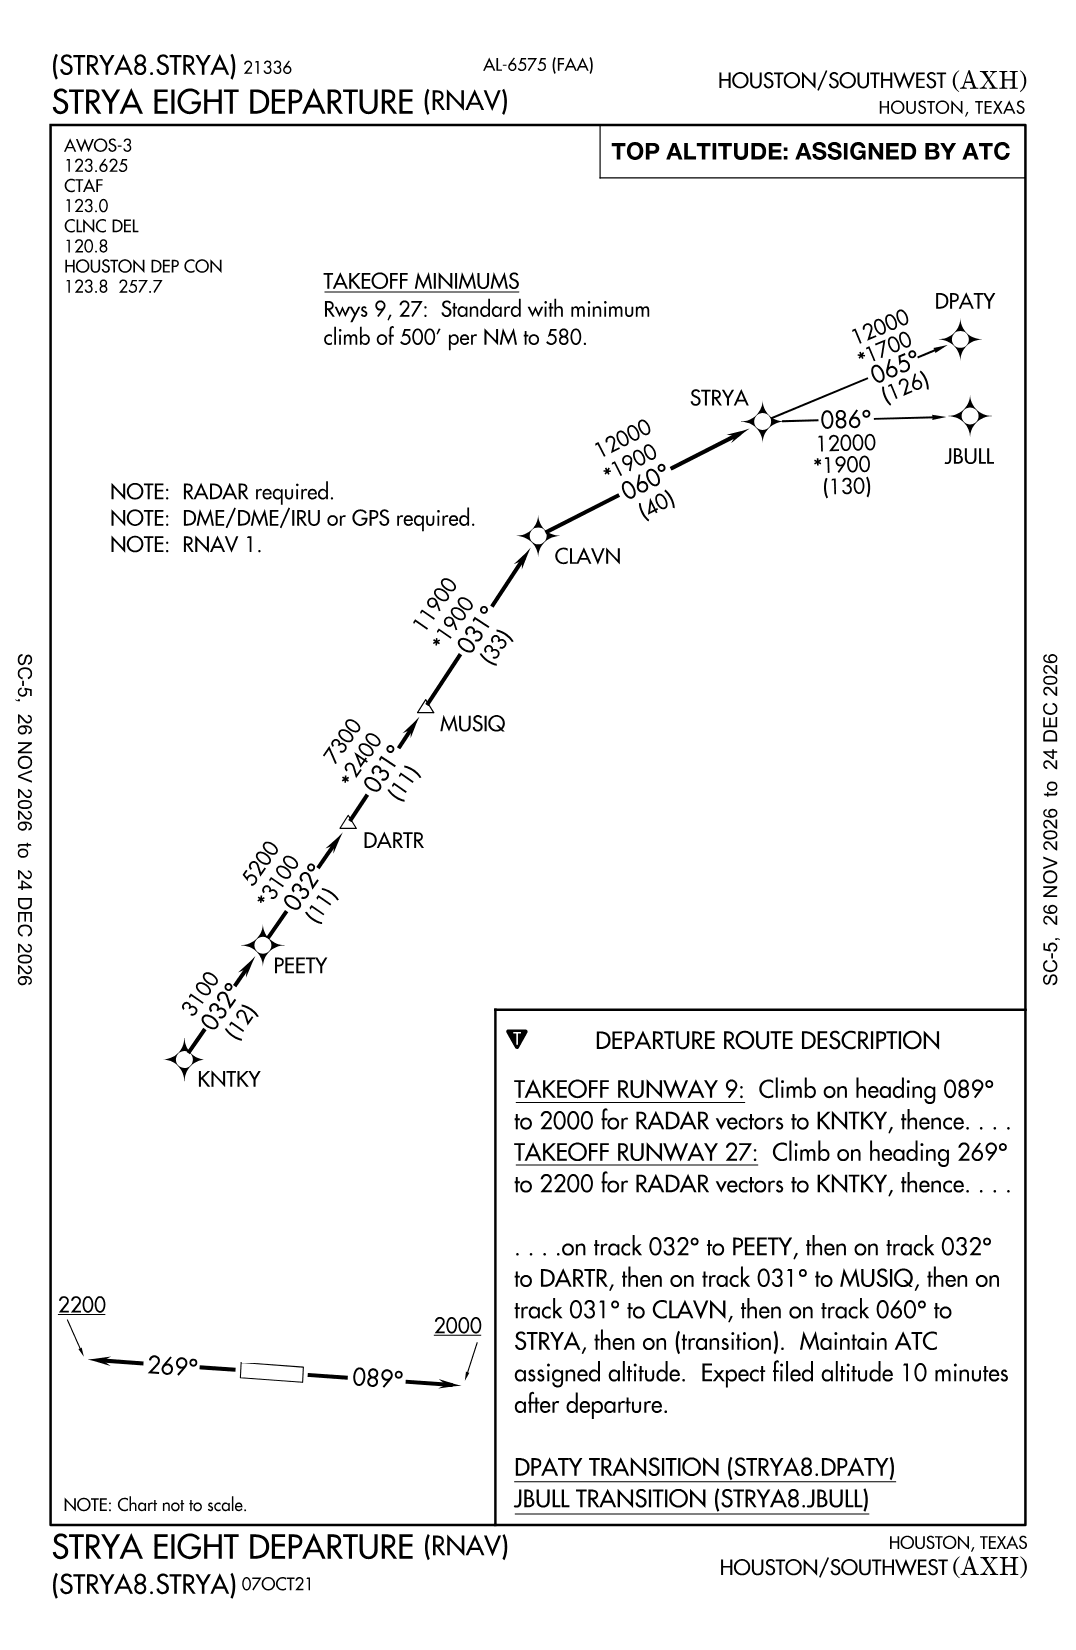 (STRYA8.STRYA) 21336
AL-6575 (FAA)
HOUSTON/SOUTHWEST (AXH)
STRYA EIGHT DEPARTURE (RNAV)
HOUSTON, TEXAS
AWOS-3
123.625
CTAF
123.0
CLNC DEL
120.8
HOUSTON DEP CON
123.8 257.7
TOP ALTITUDE: ASSIGNED BY ATC
TAKEOFF MINIMUMS
Rwys 9, 27: Standard with minimum
climb of 500′ per NM to 580.
DPATY
12000
*1700
065°
(126)
STRYA
086°
12000
*1900
(130)
JBULL
12000
*1900
060°
(40)
NOTE: RADAR required.
NOTE: DME/DME/IRU or GPS required.
NOTE: RNAV 1.
CLAVN
11900
*1900
031°
(33)
MUSIQ
7300
*2400
031°
(11)
DARTR
5200
*3100
032°
(11)
PEETY
3100
032°
(12)
KNTKY
SC-5, 26 NOV 2026 to 24 DEC 2026
SC-5, 26 NOV 2026 to 24 DEC 2026
T
DEPARTURE ROUTE DESCRIPTION
TAKEOFF RUNWAY 9: Climb on heading 089°
to 2000 for RADAR vectors to KNTKY, thence. . . .
TAKEOFF RUNWAY 27: Climb on heading 269°
to 2200 for RADAR vectors to KNTKY, thence. . . .
. . . .on track 032° to PEETY, then on track 032°
to DARTR, then on track 031° to MUSIQ, then on
track 031° to CLAVN, then on track 060° to
STRYA, then on (transition). Maintain ATC
assigned altitude. Expect filed altitude 10 minutes
after departure.
DPATY TRANSITION (STRYA8.DPATY)
JBULL TRANSITION (STRYA8.JBULL)
2200
2000
269°
089°
NOTE: Chart not to scale.
STRYA EIGHT DEPARTURE (RNAV)
HOUSTON, TEXAS
(STRYA8.STRYA) 07OCT21
HOUSTON/SOUTHWEST (AXH)